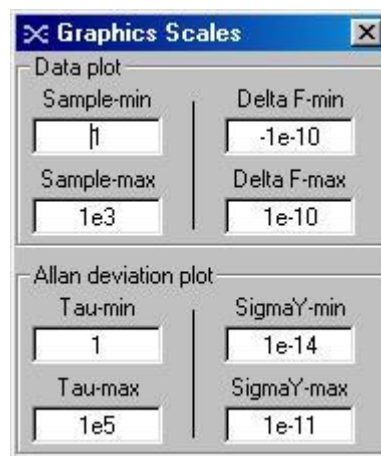 Graphics Scales
Data plot
Sample-min Delta F-min
1 -1e-10
Sample-max Delta F-max
1e3 1e-10
Allan deviation plot
Tau-min SigmaY-min
1 1e-14
Tau-max SigmaY-max
1e5 1e-11